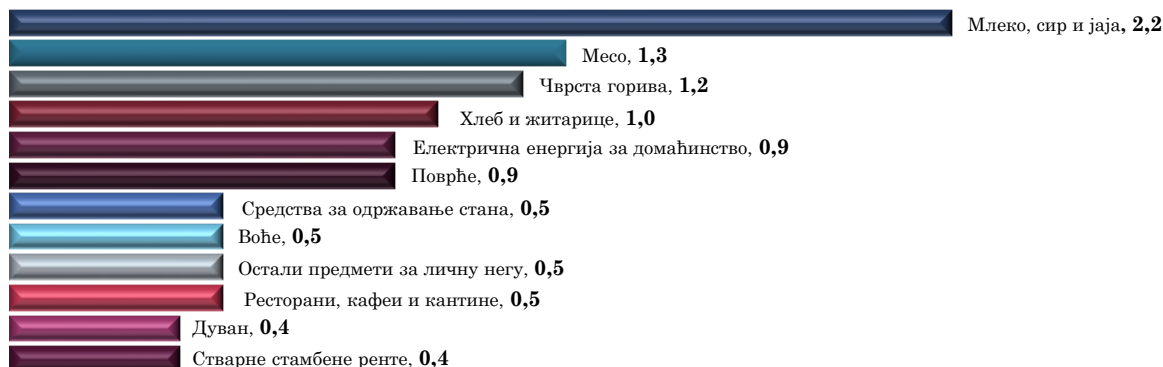 Млеко, сир и јаја, 2,2
Месо, 1,3
Чврста горива, 1,2
Хлеб и житарице, 1,0
Електрична енергија за домаћинство, 0,9
Поврће, 0,9
Средства за одржавање стана, 0,5
Воће, 0,5
Остали предмети за личну негу, 0,5
Ресторани, кафеи и кантине, 0,5
Дуван, 0,4
Стварне стамбене ренте, 0,4